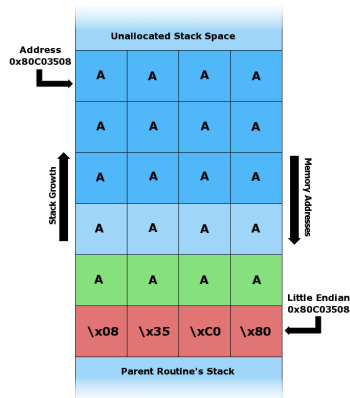 Unallocated Stack Space
Address
0x80C03508
A A A A
A A A A
Stack Growth
A A A A
Memory Addresses
A A A A
A A A A
Little Endian
0x80C03508
\x08 \x35 \xC0 \x80
Parent Routine's Stack